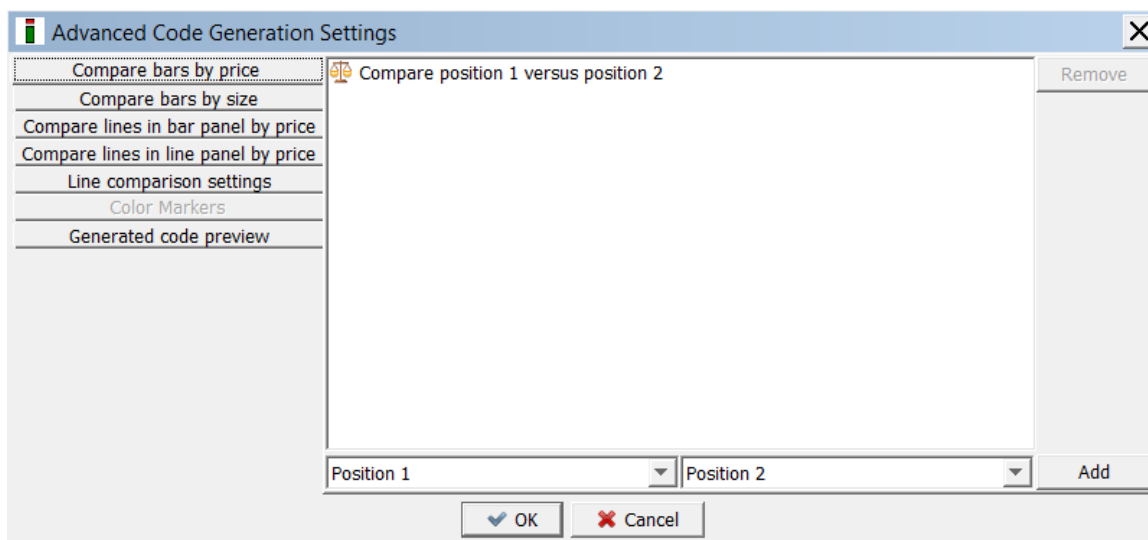 Advanced Code Generation Settings
Compare bars by price
Compare bars by size
Compare lines in bar panel by price
Compare lines in line panel by price
Line comparison settings
Color Markers
Generated code preview
Compare position 1 versus position 2
Remove
Position 1
Position 2
Add
OK
Cancel